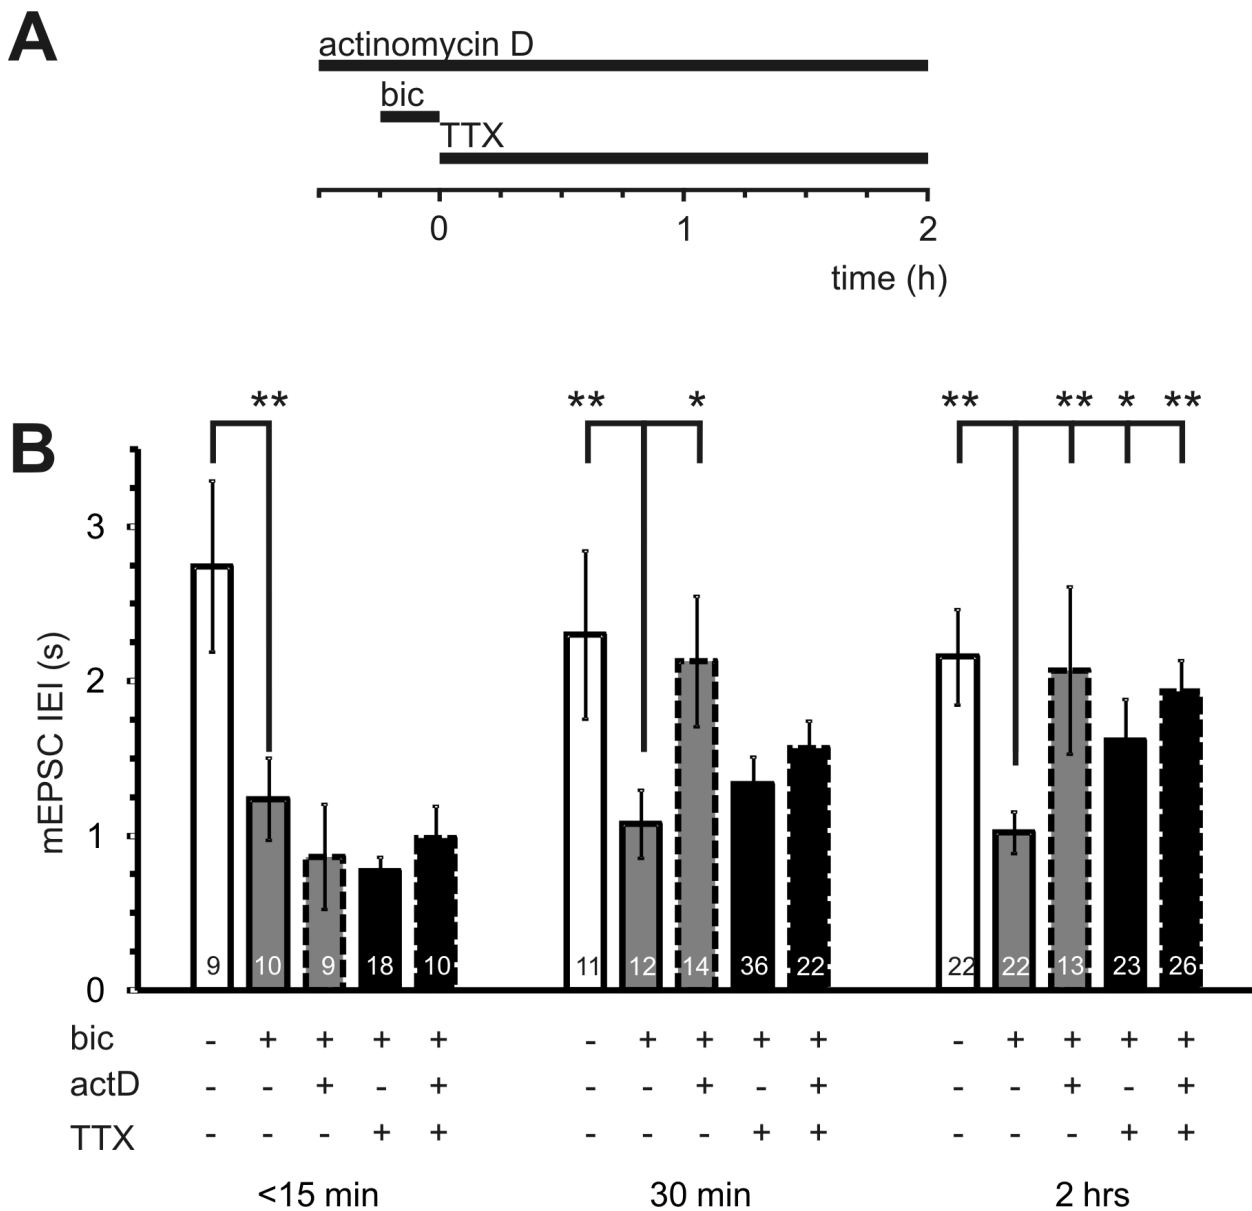 A
actinomycin D
bic
TTX
0 1 2
time (h)
** ** * ** ** * **
B
mEPSC IEI (s)
3
2
1
0
9 10 9 18 10 11 12 14 36 22 22 22 13 23 26
bic - + + + + - + + + + - + + + +
actD - - + - + - - + - + - - + - +
TTX - - - + + - - - + + - - - + +
<15 min 30 min 2 hrs